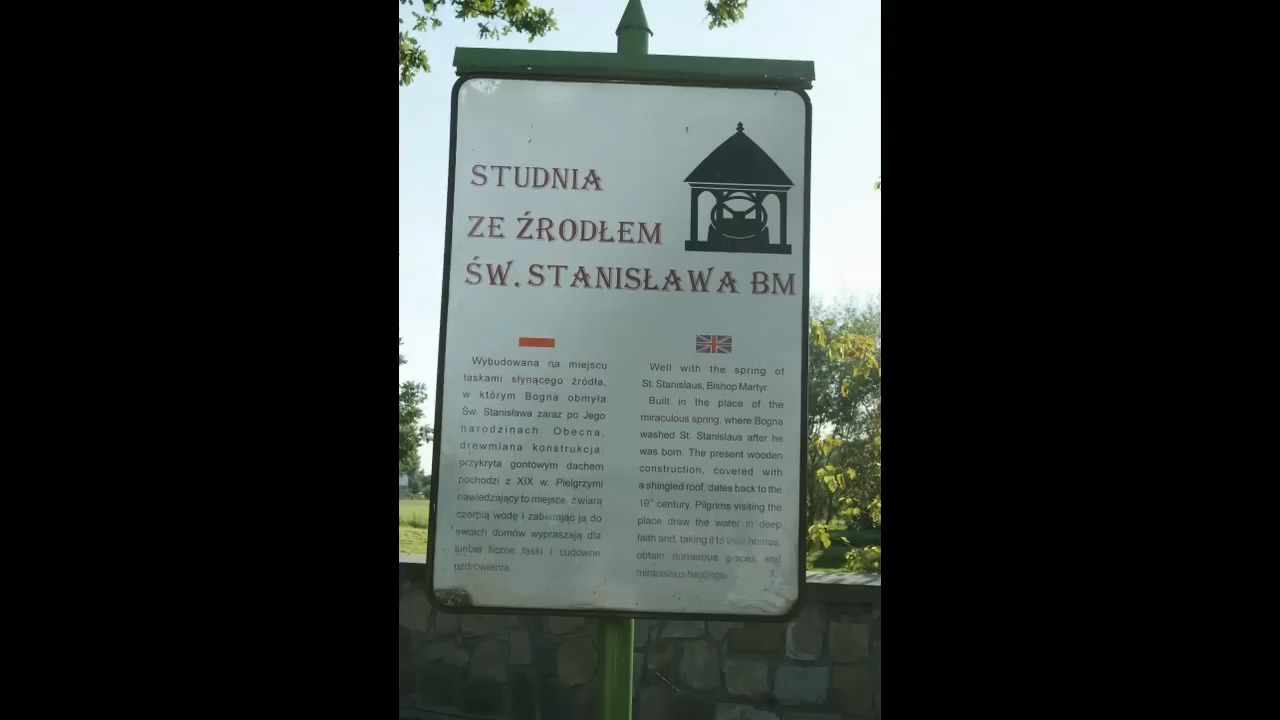 STUDNIA
ZE ŹRODŁEM
ŚW. STANISŁAWA BM
Wybudowana na miejscu
łaskami słynącego źródła,
w którym Bogna obmyła
Św. Stanisława zaraz po Jego
narodzinach. Obecna,
drewniana konstrukcja,
przykryta gontowym dachem
pochodzi z XIX w. Pielgrzymi
nawiedzający to miejsce, z wiarą
czerpią wodę i zabierając ją do
swoich domów wypraszają dla
siebie liczne łaski i cudowne
uzdrowienia.
Well with the spring of
St. Stanislaus, Bishop Martyr.
Built in the place of the
miraculous spring, where Bogna
washed St. Stanislaus after he
was born. The present wooden
construction, covered with
a shingled roof, dates back to the
19th century. Pilgrims visiting the
place draw the water in deep
faith and, taking it to their homes,
obtain numerous graces and
miraculous healings.